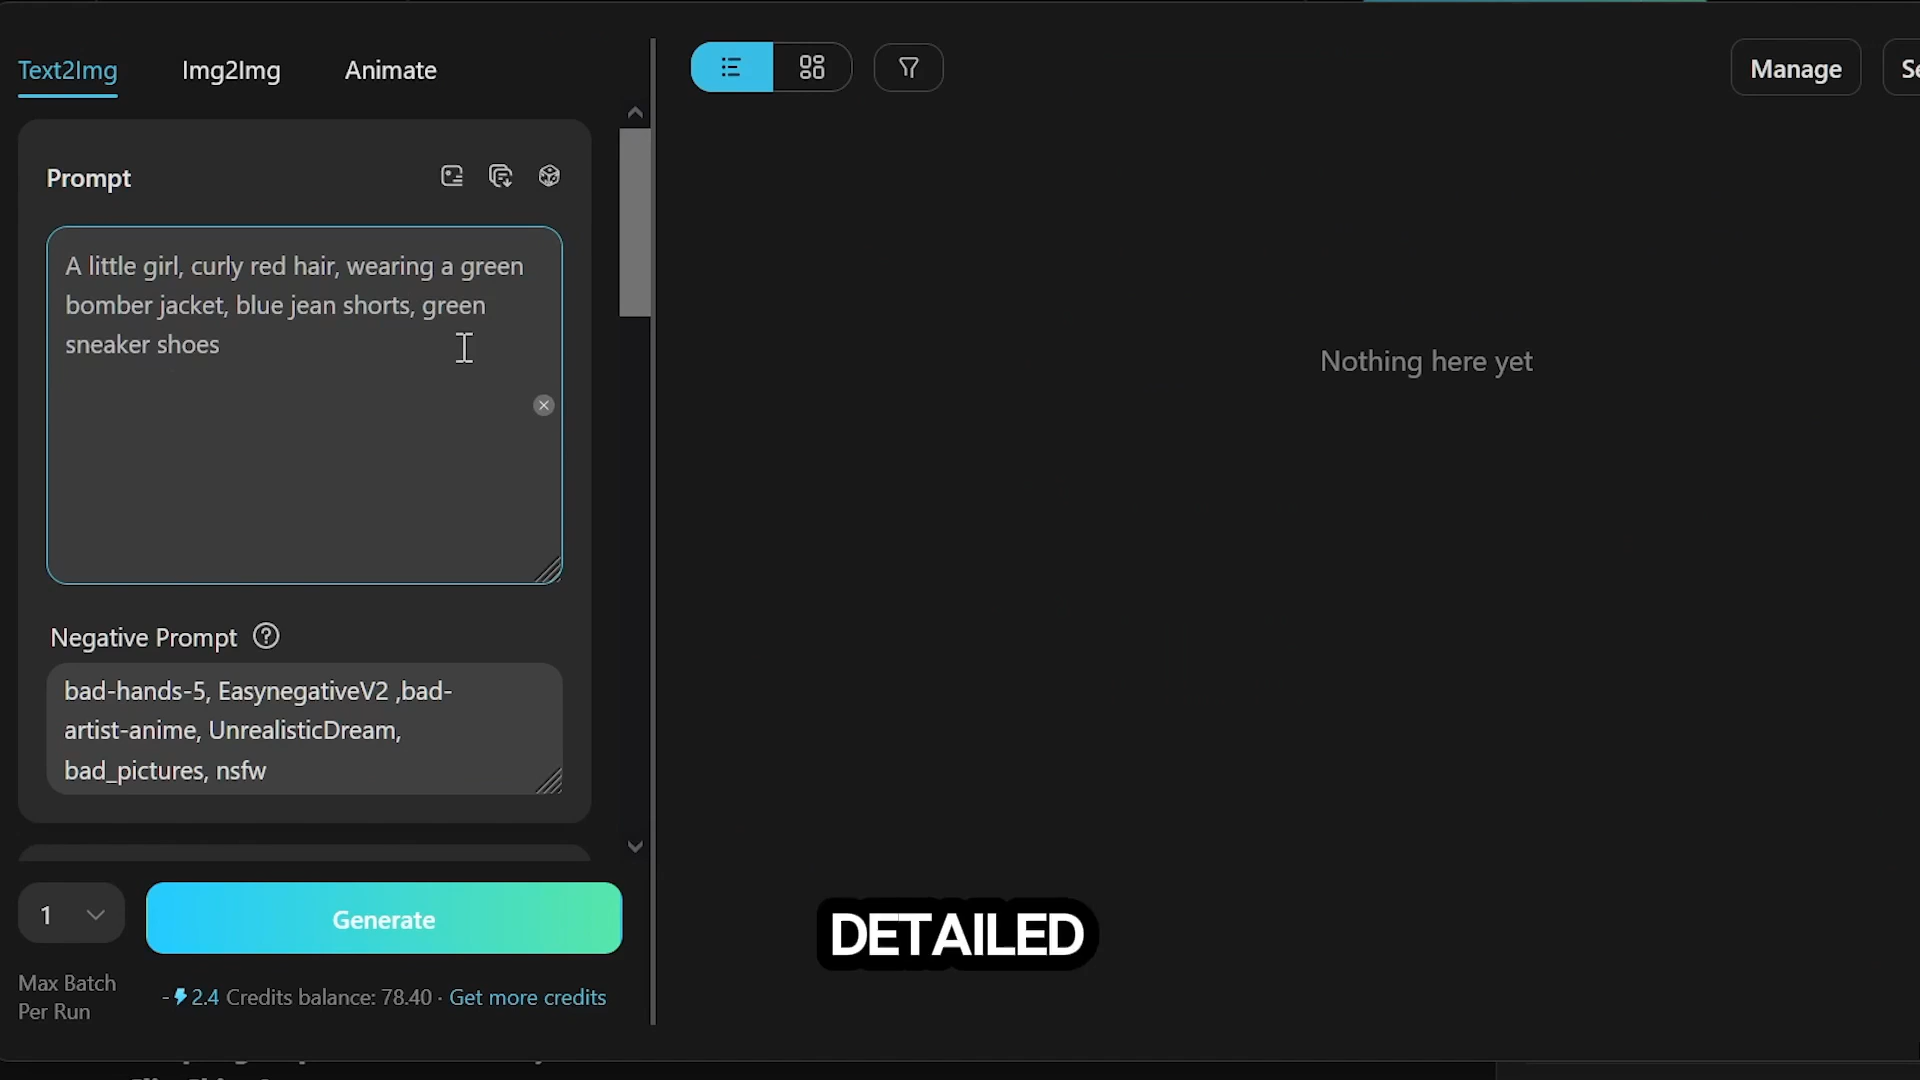 Text2Img Img2Img Animate
Manage
Prompt
A little girl, curly red hair, wearing a green
bomber jacket, blue jean shorts, green
sneaker shoes
Nothing here yet
Negative Prompt
bad-hands-5, EasynegativeV2 ,bad-
artist-anime, UnrealisticDream,
bad_pictures, nsfw
1
Generate
DETAILED
Max Batch
Per Run
- 2.4 Credits balance: 78.40 · Get more credits